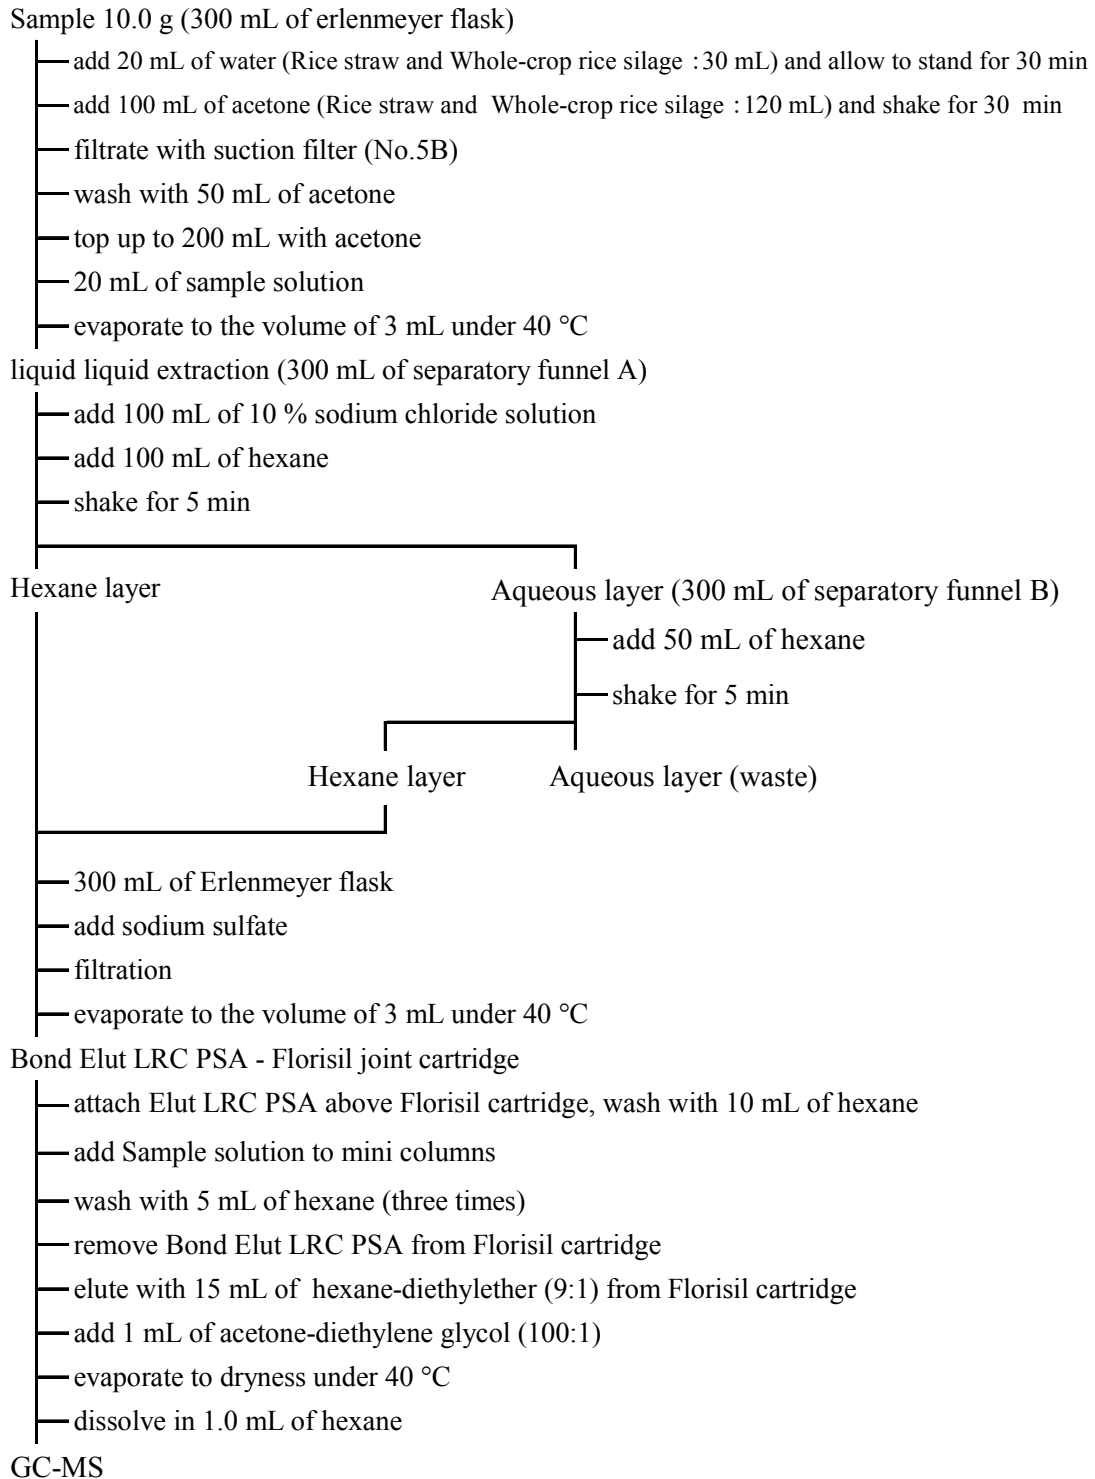 Sample 10.0 g (300 mL of erlenmeyer flask)
add 20 mL of water (Rice straw and Whole-crop rice silage : 30 mL) and allow to stand for 30 min
add 100 mL of acetone (Rice straw and Whole-crop rice silage : 120 mL) and shake for 30 min
filtrate with suction filter (No.5B)
wash with 50 mL of acetone
top up to 200 mL with acetone
20 mL of sample solution
evaporate to the volume of 3 mL under 40 °C
liquid liquid extraction (300 mL of separatory funnel A)
add 100 mL of 10 % sodium chloride solution
add 100 mL of hexane
shake for 5 min
Hexane layer
Aqueous layer (300 mL of separatory funnel B)
add 50 mL of hexane
shake for 5 min
Hexane layer
Aqueous layer (waste)
300 mL of Erlenmeyer flask
add sodium sulfate
filtration
evaporate to the volume of 3 mL under 40 °C
Bond Elut LRC PSA - Florisil joint cartridge
attach Elut LRC PSA above Florisil cartridge, wash with 10 mL of hexane
add Sample solution to mini columns
wash with 5 mL of hexane (three times)
remove Bond Elut LRC PSA from Florisil cartridge
elute with 15 mL of hexane-diethylether (9:1) from Florisil cartridge
add 1 mL of acetone-diethylene glycol (100:1)
evaporate to dryness under 40 °C
dissolve in 1.0 mL of hexane
GC-MS